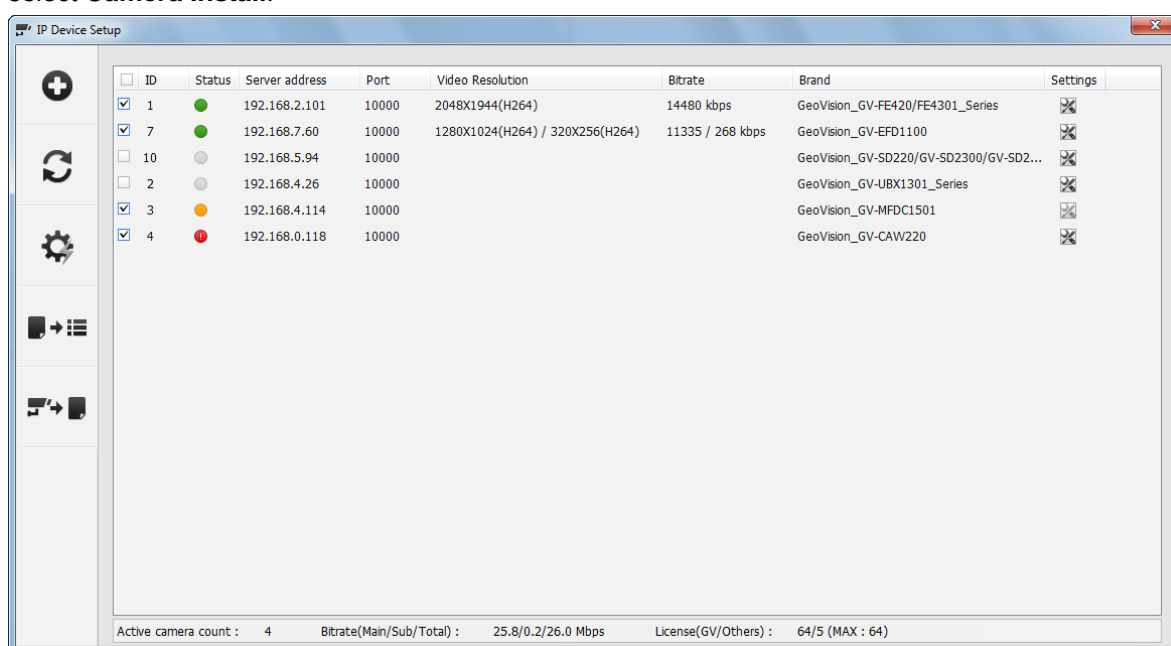 select Camera Install.
IP Device Setup
ID Status Server address Port Video Resolution Bitrate Brand Settings
1 192.168.2.101 10000 2048X1944(H264) 14480 kbps GeoVision_GV-FE420/FE4301_Series
7 192.168.7.60 10000 1280X1024(H264) / 320X256(H264) 11335 / 268 kbps GeoVision_GV-EFD1100
10 192.168.5.94 10000 GeoVision_GV-SD220/GV-SD2300/GV-SD2...
2 192.168.4.26 10000 GeoVision_GV-UBX1301_Series
3 192.168.4.114 10000 GeoVision_GV-MFDC1501
4 192.168.0.118 10000 GeoVision_GV-CAW220
Active camera count : 4 Bitrate(Main/Sub/Total) : 25.8/0.2/26.0 Mbps License(GV/Others) : 64/5 (MAX : 64)